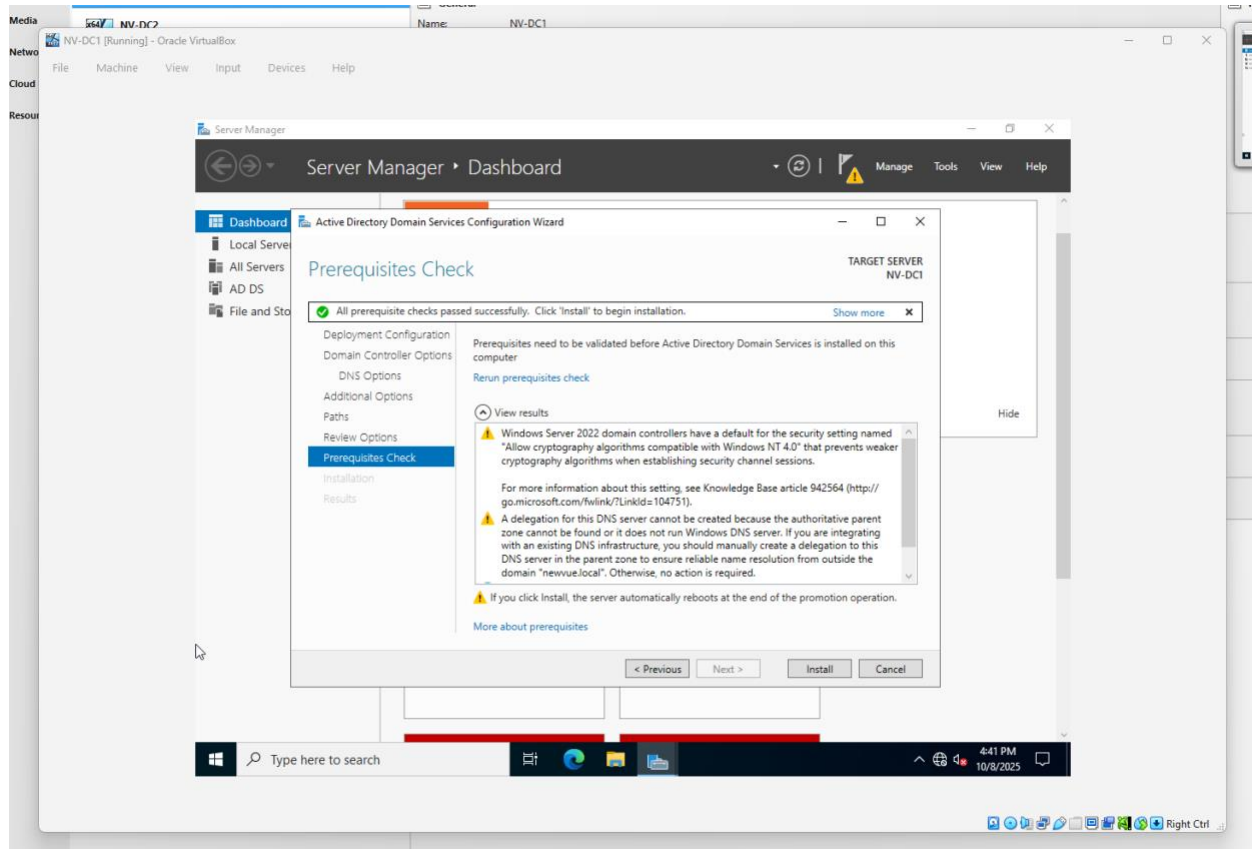 General
Media
x64 NV-DC2
Name: NV-DC1
NV-DC1 [Running] - Oracle VirtualBox
File Machine View Input Devices Help
Server Manager
Server Manager ‣ Dashboard
Manage Tools View Help
Dashboard
Local Server
All Servers
AD DS
File and Sto
Hide
Active Directory Domain Services Configuration Wizard
Prerequisites Check
TARGET SERVER
NV-DC1
All prerequisite checks passed successfully. Click 'Install' to begin installation.
Show more
Deployment Configuration
Domain Controller Options
DNS Options
Additional Options
Paths
Review Options
Prerequisites Check
Installation
Results
Prerequisites need to be validated before Active Directory Domain Services is installed on this
computer
Rerun prerequisites check
View results
Windows Server 2022 domain controllers have a default for the security setting named
"Allow cryptography algorithms compatible with Windows NT 4.0" that prevents weaker
cryptography algorithms when establishing security channel sessions.
For more information about this setting, see Knowledge Base article 942564 (http://
go.microsoft.com/fwlink/?LinkId=104751).
A delegation for this DNS server cannot be created because the authoritative parent
zone cannot be found or it does not run Windows DNS server. If you are integrating
with an existing DNS infrastructure, you should manually create a delegation to this
DNS server in the parent zone to ensure reliable name resolution from outside the
domain "newvue.local". Otherwise, no action is required.
If you click Install, the server automatically reboots at the end of the promotion operation.
More about prerequisites
< Previous Next > Install Cancel
Type here to search
4:41 PM
10/8/2025
Right Ctrl
Netwo
Cloud
Resour